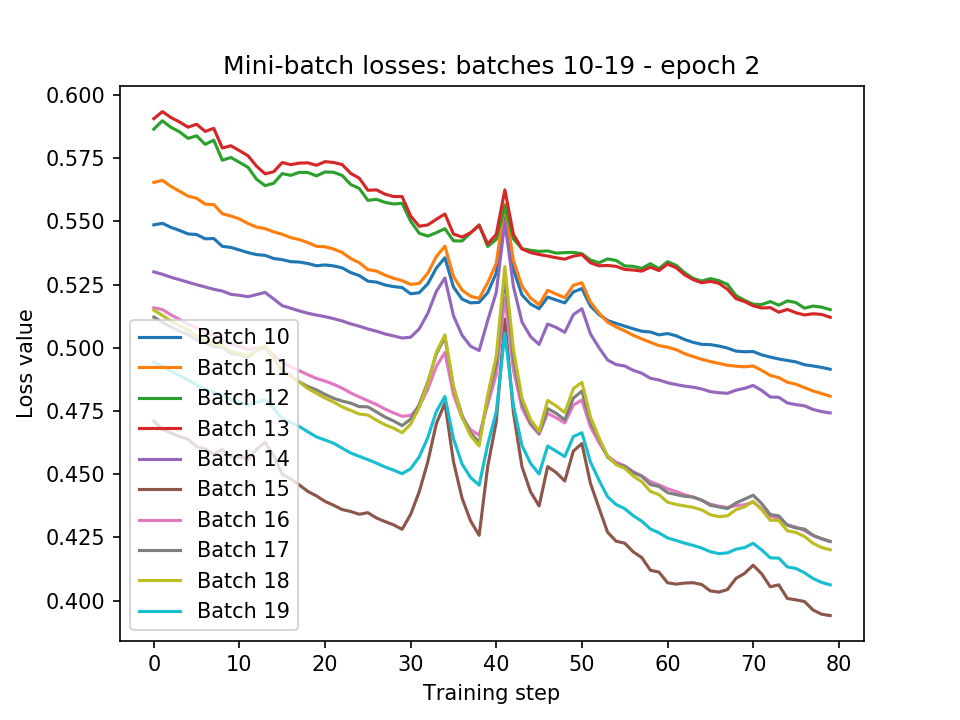 Mini-batch losses: batches 10-19 - epoch 2
Loss value
0.600
0.575
0.550
0.525
0.500
0.475
0.450
0.425
0.400
Batch 10
Batch 11
Batch 12
Batch 13
Batch 14
Batch 15
Batch 16
Batch 17
Batch 18
Batch 19
0 10 20 30 40 50 60 70 80
Training step